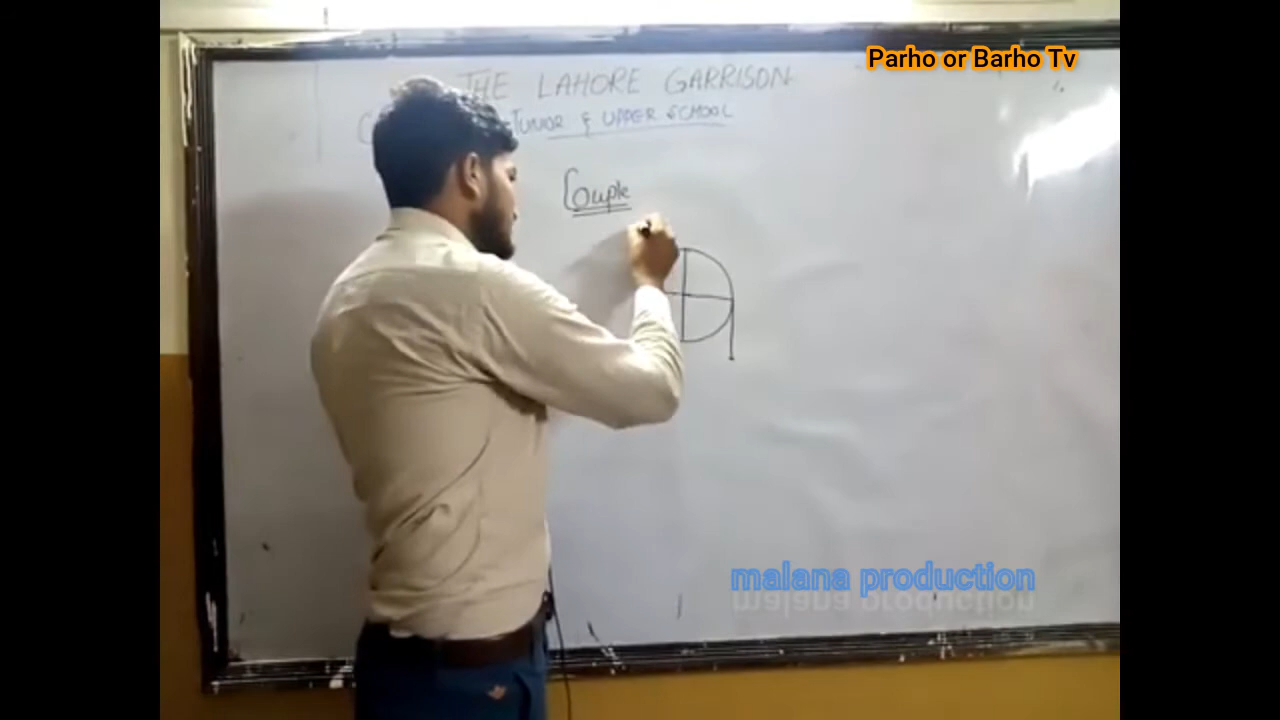 Parho or Barho Tv
THE LAHORE GARRISON
JUNIOR & UPPER SCHOOL
Couple
malana production